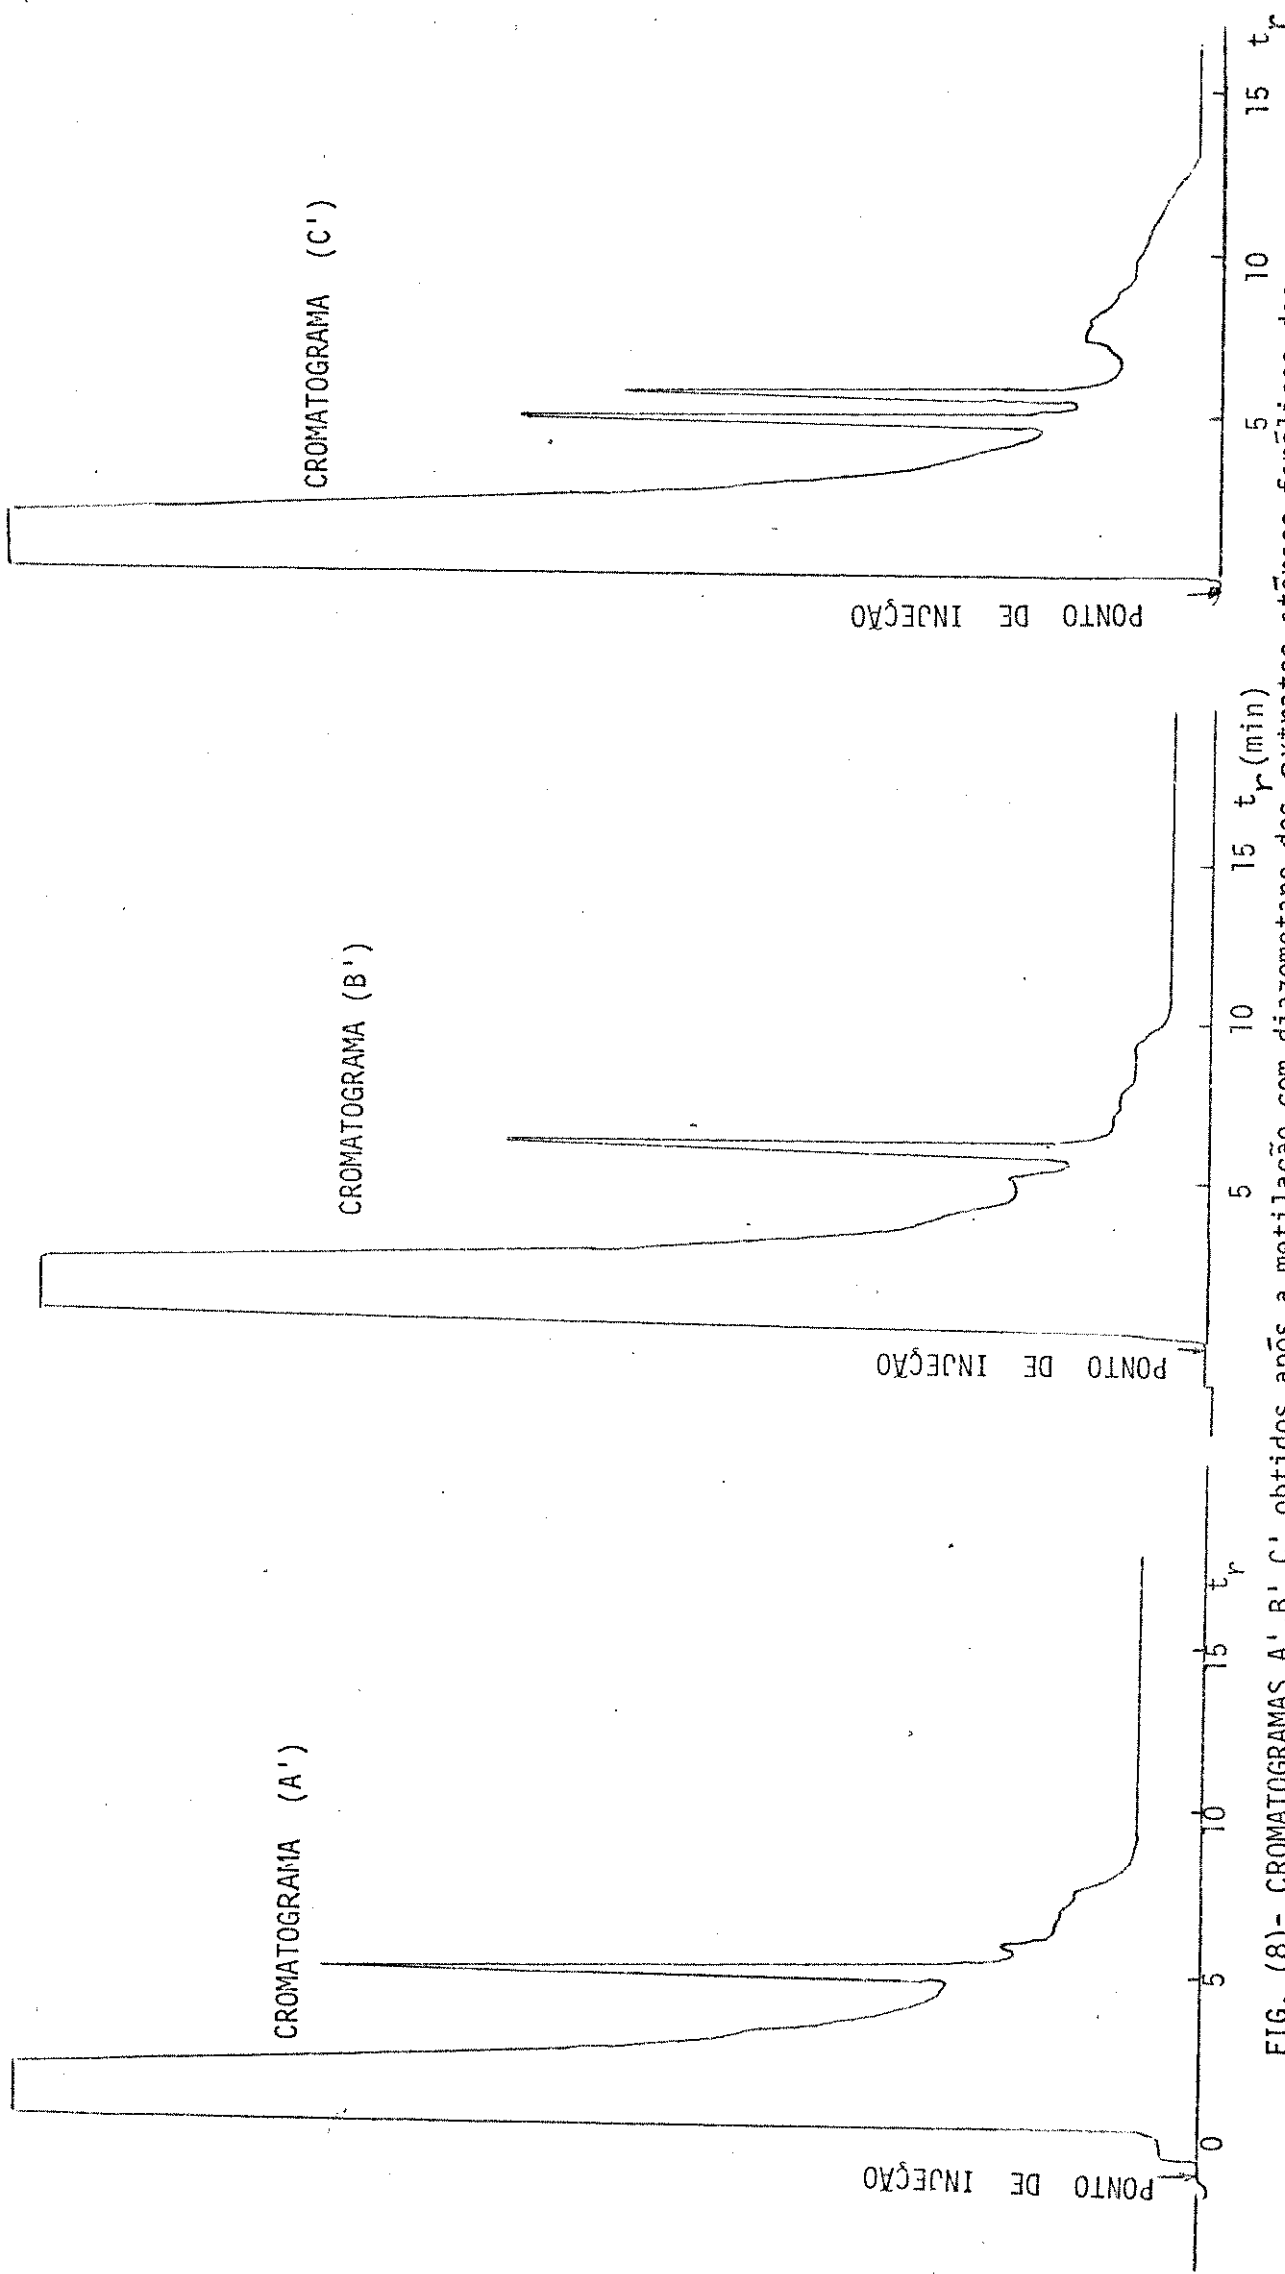 CROMATOGRAMA (A')
PONTO DE INJEÇÃO
0 5 10 15 t_r
CROMATOGRAMA (B')
PONTO DE INJEÇÃO
5 10 15 t_r (min)
CROMATOGRAMA (C')
PONTO DE INJEÇÃO
5 10 15 t_r
FIG. (8)- CROMATOGRAMAS A' B' C' obtidos após a metilação com diazometano dos extratos